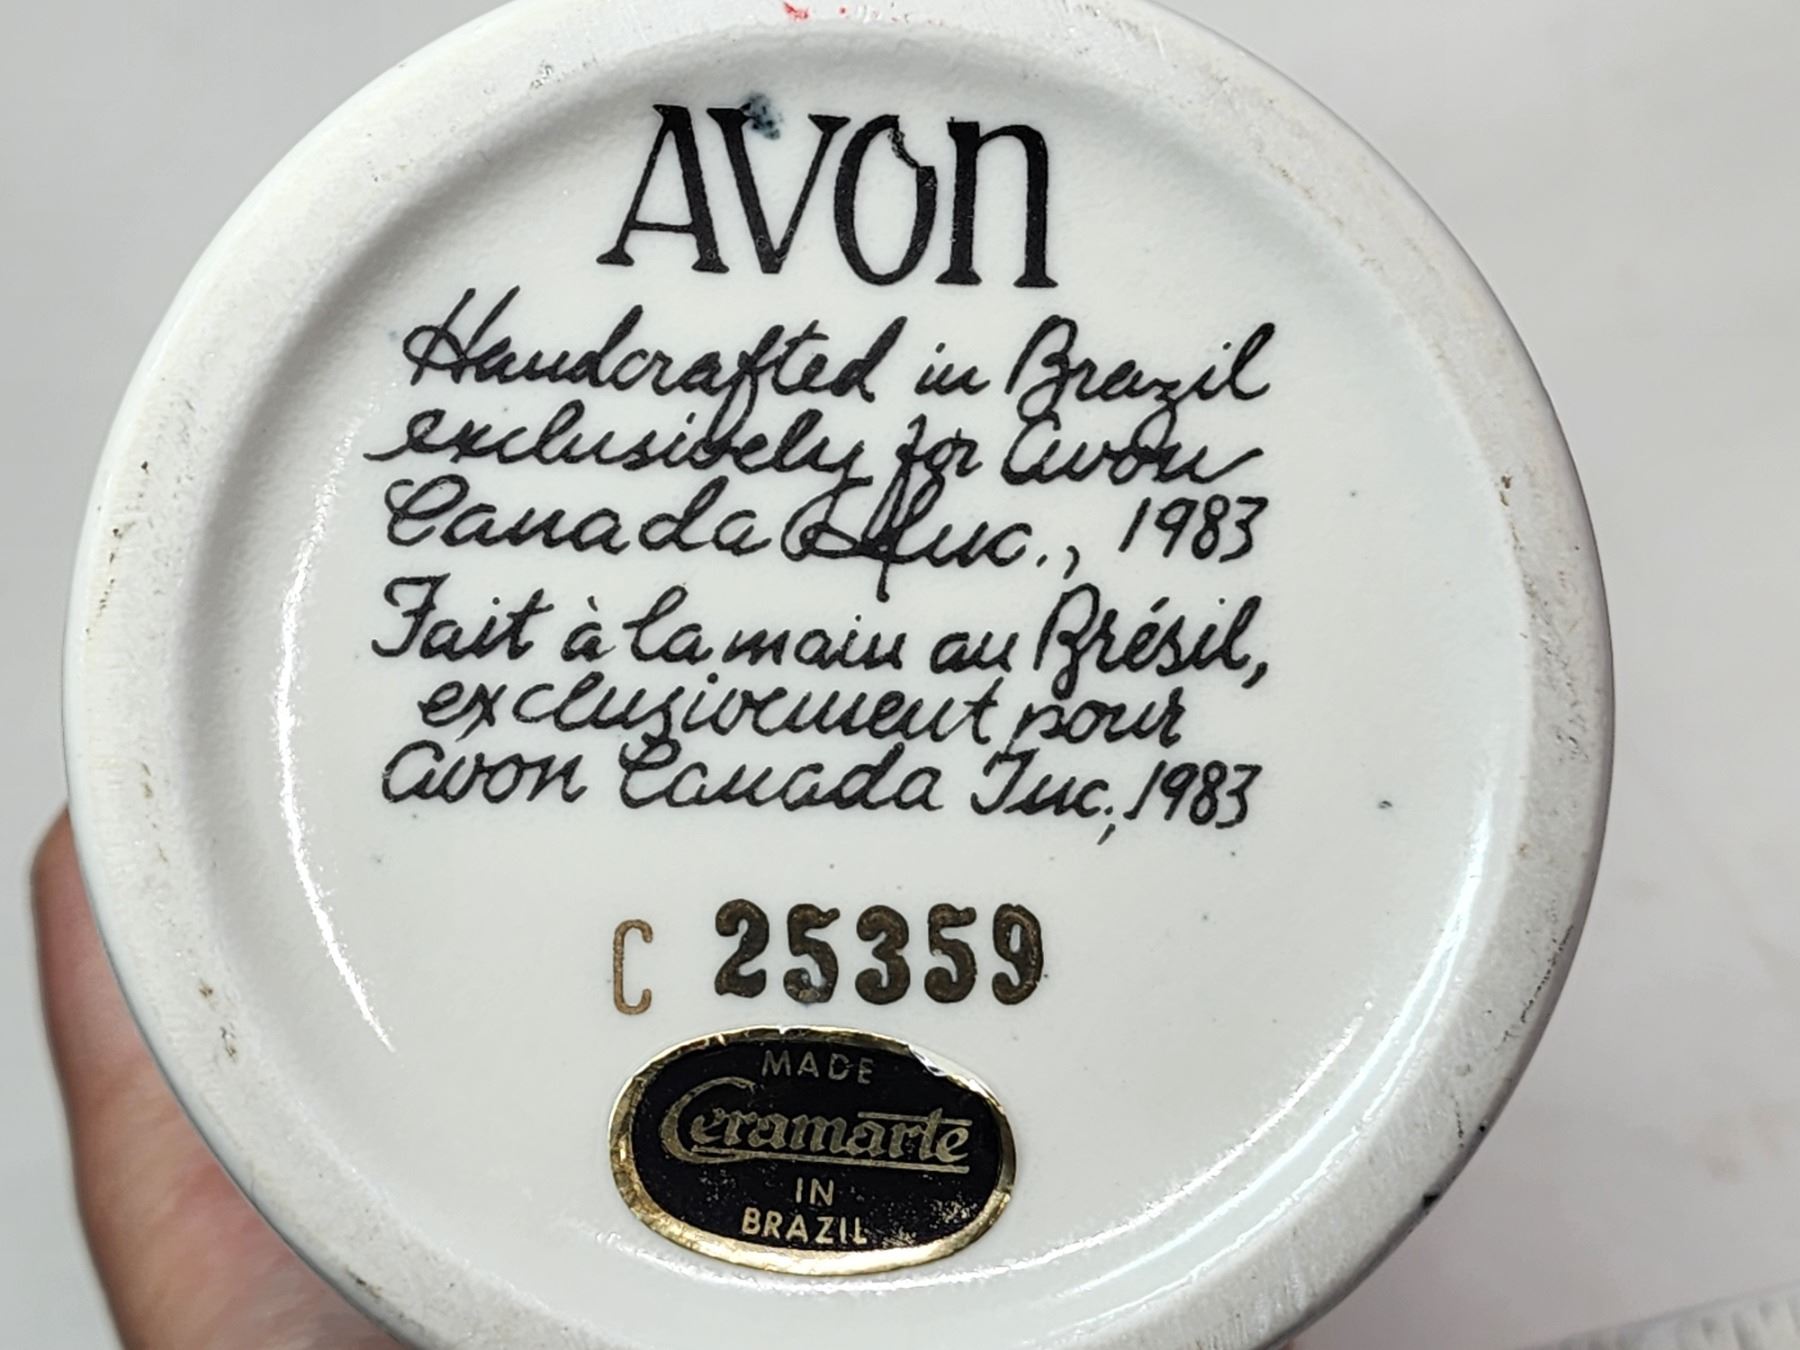 AVON
Handcrafted in Brazil
exclusively for Avon
Canada Inc., 1983
Fait à la main au Brésil,
exclusivement pour
Avon Canada Inc., 1983
C 25359
MADE
Ceramarte
IN
BRAZIL